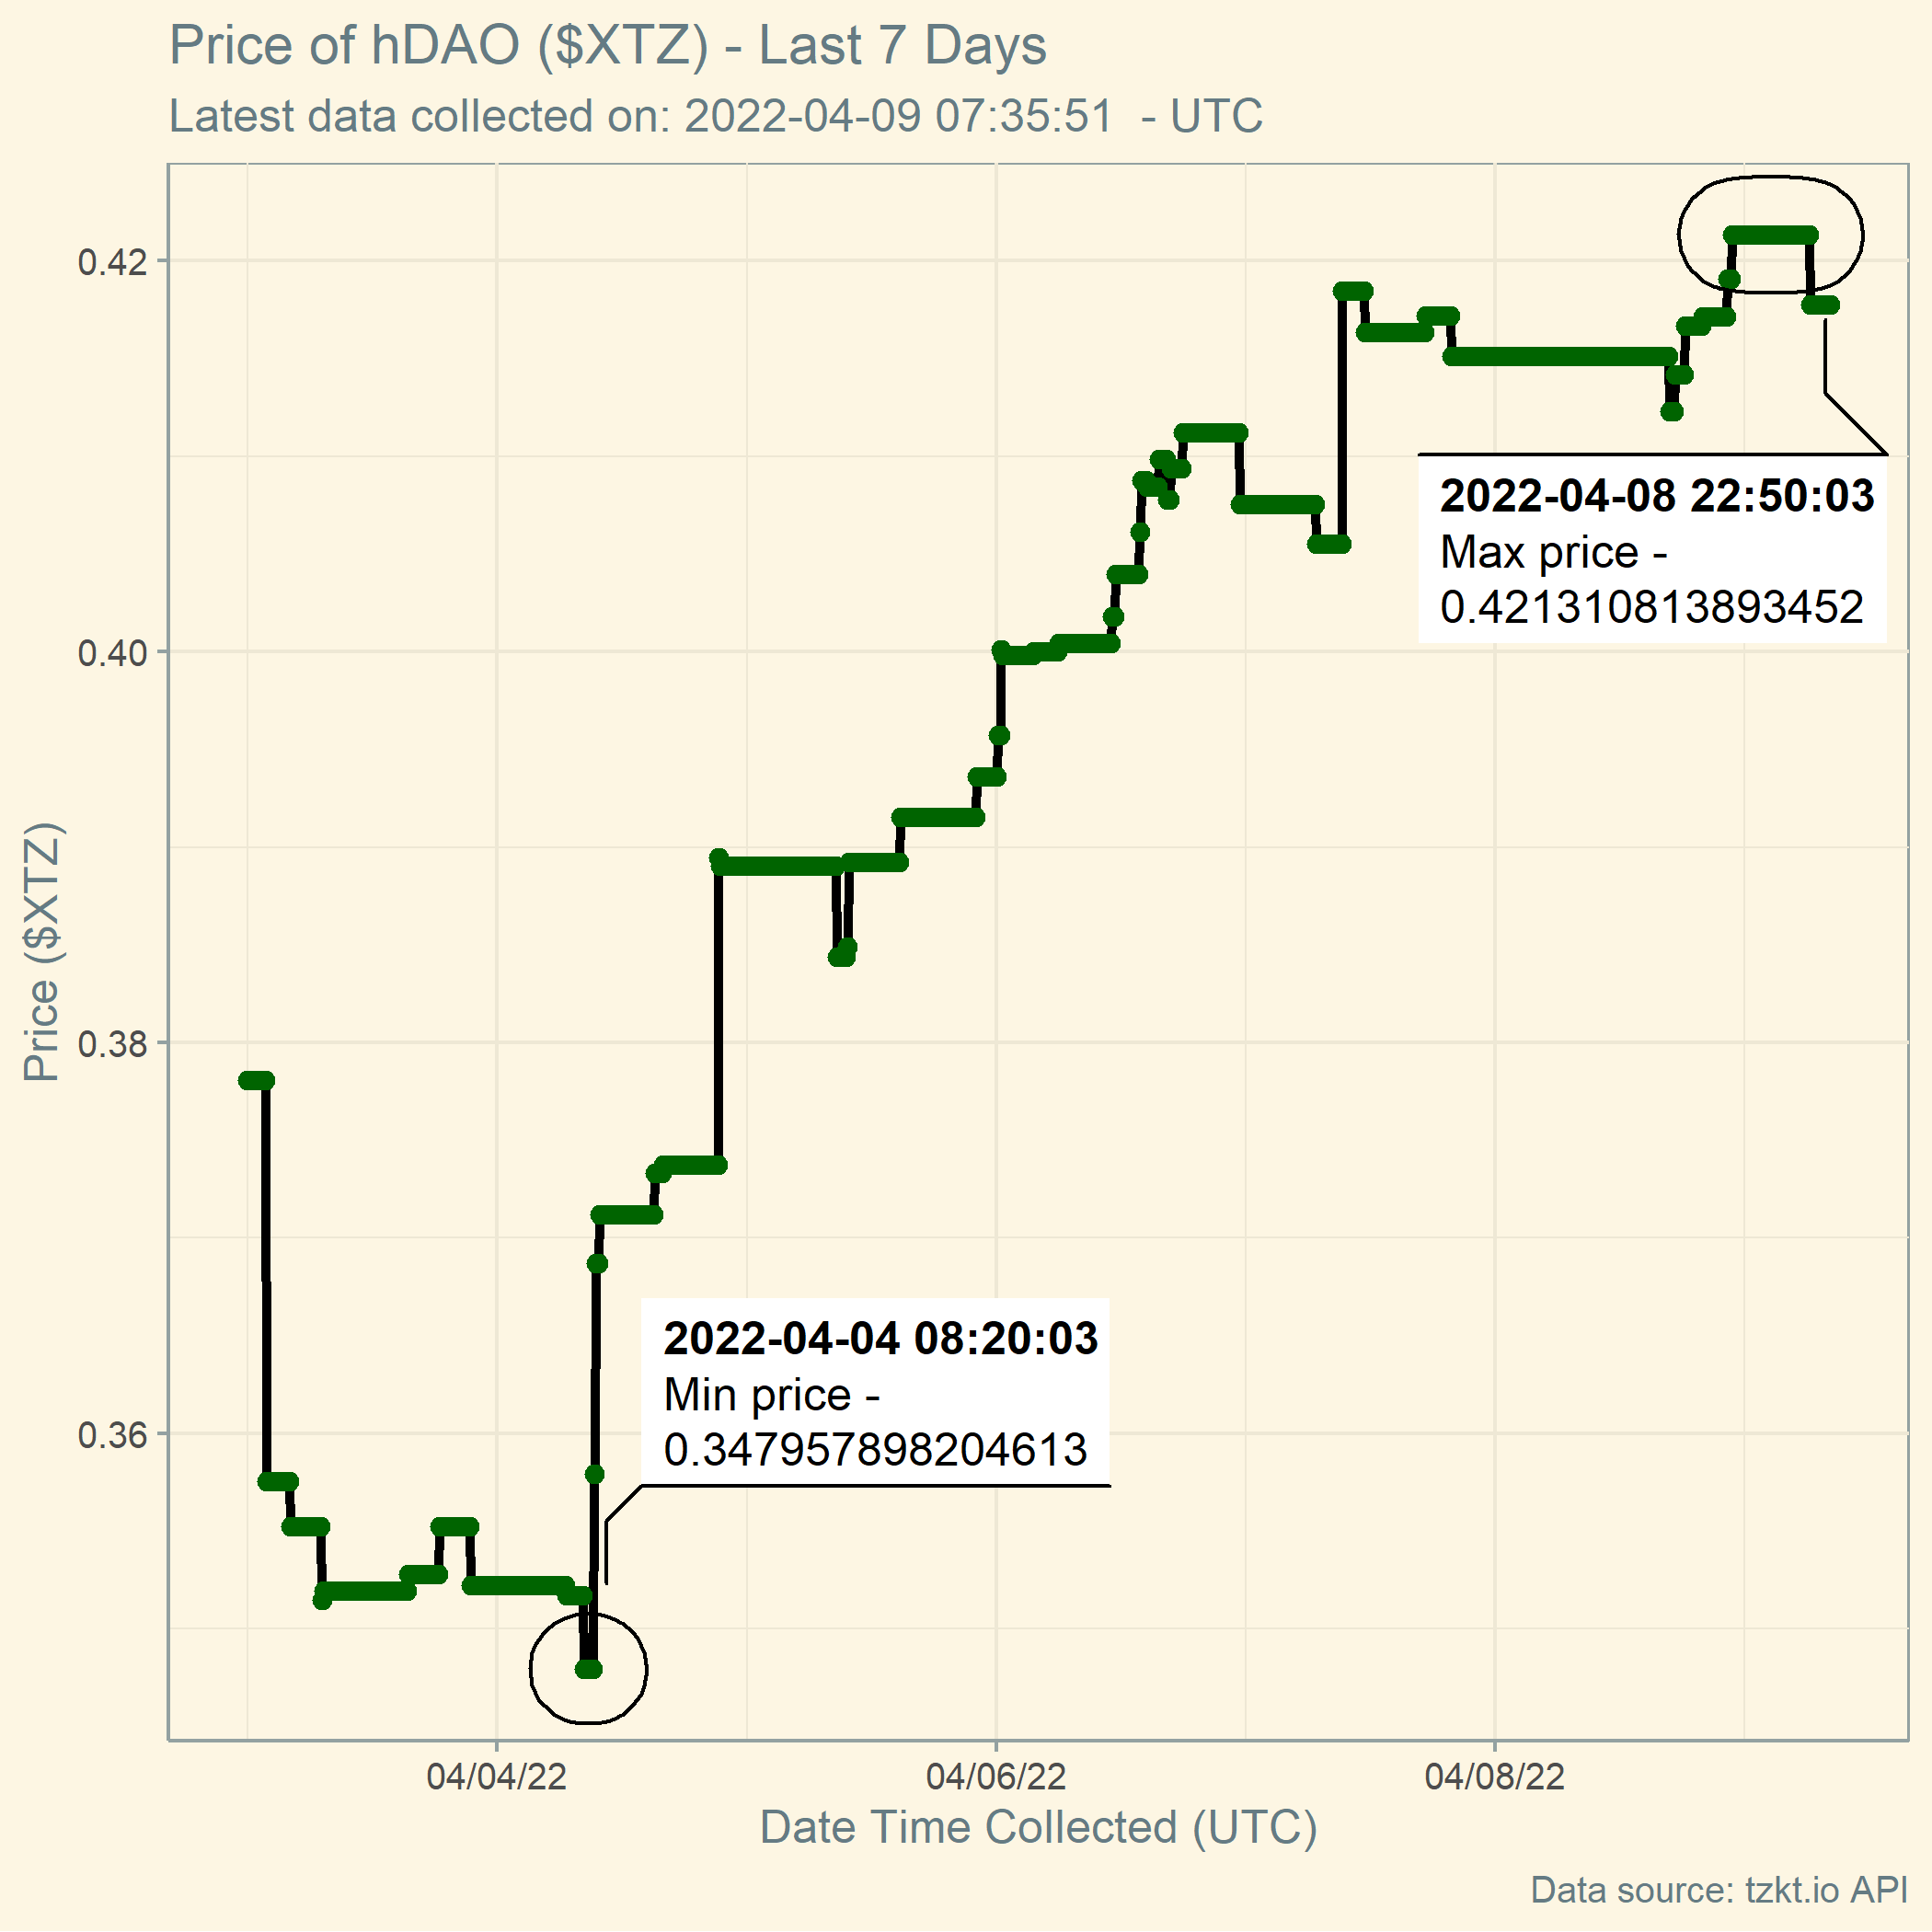 Price of hDAO ($XTZ) - Last 7 Days
Latest data collected on: 2022-04-09 07:35:51  - UTC
0.42
0.40
0.38
0.36
Price ($XTZ)
2022-04-08 22:50:03
Max price -
0.421310813893452
2022-04-04 08:20:03
Min price -
0.347957898204613
04/04/22
04/06/22
04/08/22
Date Time Collected (UTC)
Data source: tzkt.io API